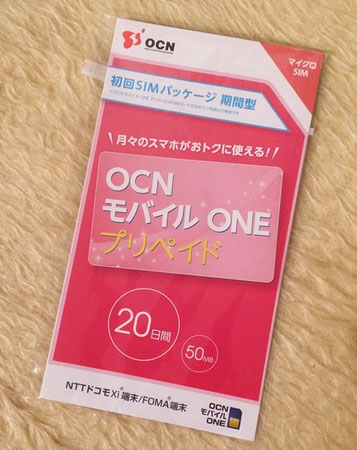 OCN
マイクロ
SIM
初回SIMパッケージ 期間型
月々のスマホがおトクに使える!
OCN
モバイル ONE
プリペイド
20日間
50MB
NTTドコモXi端末/FOMA端末
OCN
モバイル
ONE